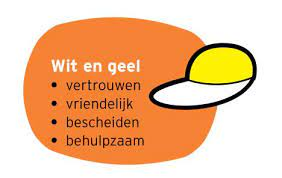 Wit en geel
• vertrouwen
• vriendelijk
• bescheiden
• behulpzaam